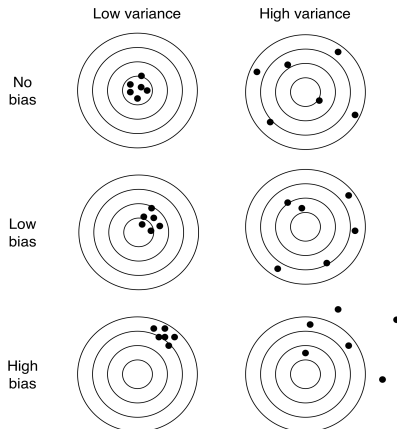 Low variance
High variance
No
bias
Low
bias
High
bias